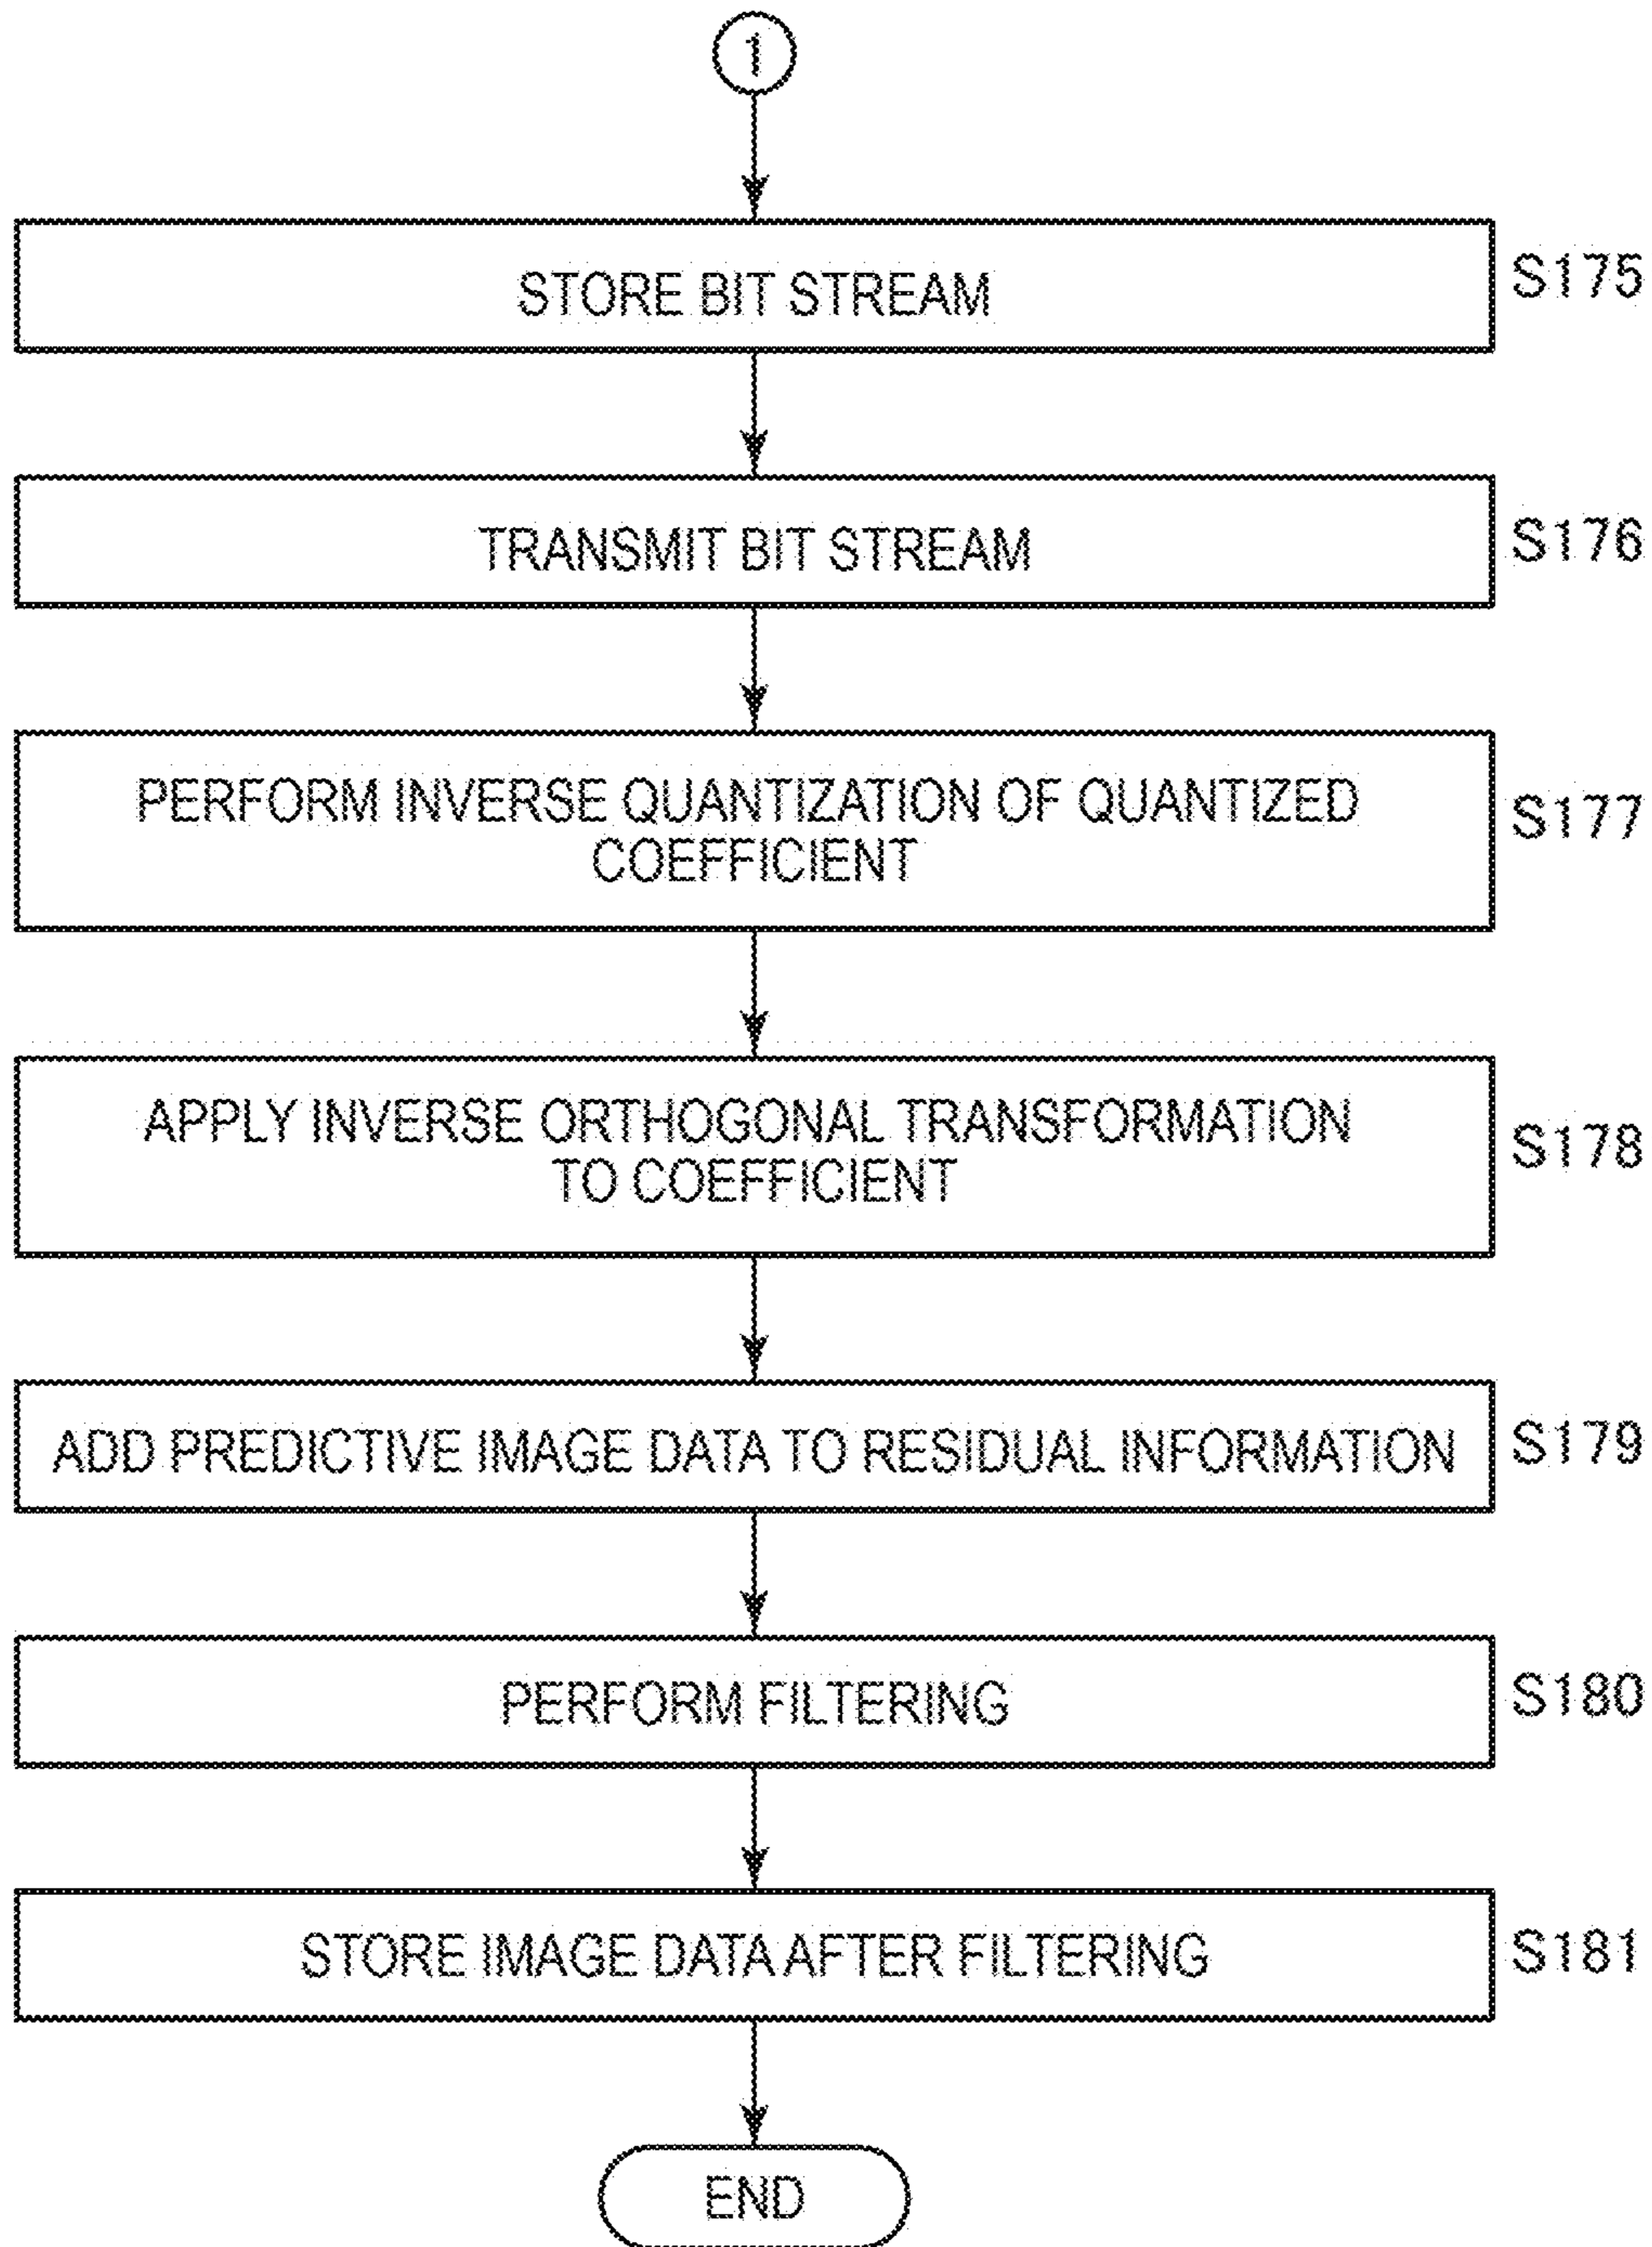 1
STORE BIT STREAM
S175
TRANSMIT BIT STREAM
S176
PERFORM INVERSE QUANTIZATION OF QUANTIZED
COEFFICIENT
S177
APPLY INVERSE ORTHOGONAL TRANSFORMATION
TO COEFFICIENT
S178
ADD PREDICTIVE IMAGE DATA TO RESIDUAL INFORMATION
S179
PERFORM FILTERING
S180
STORE IMAGE DATA AFTER FILTERING
S181
END